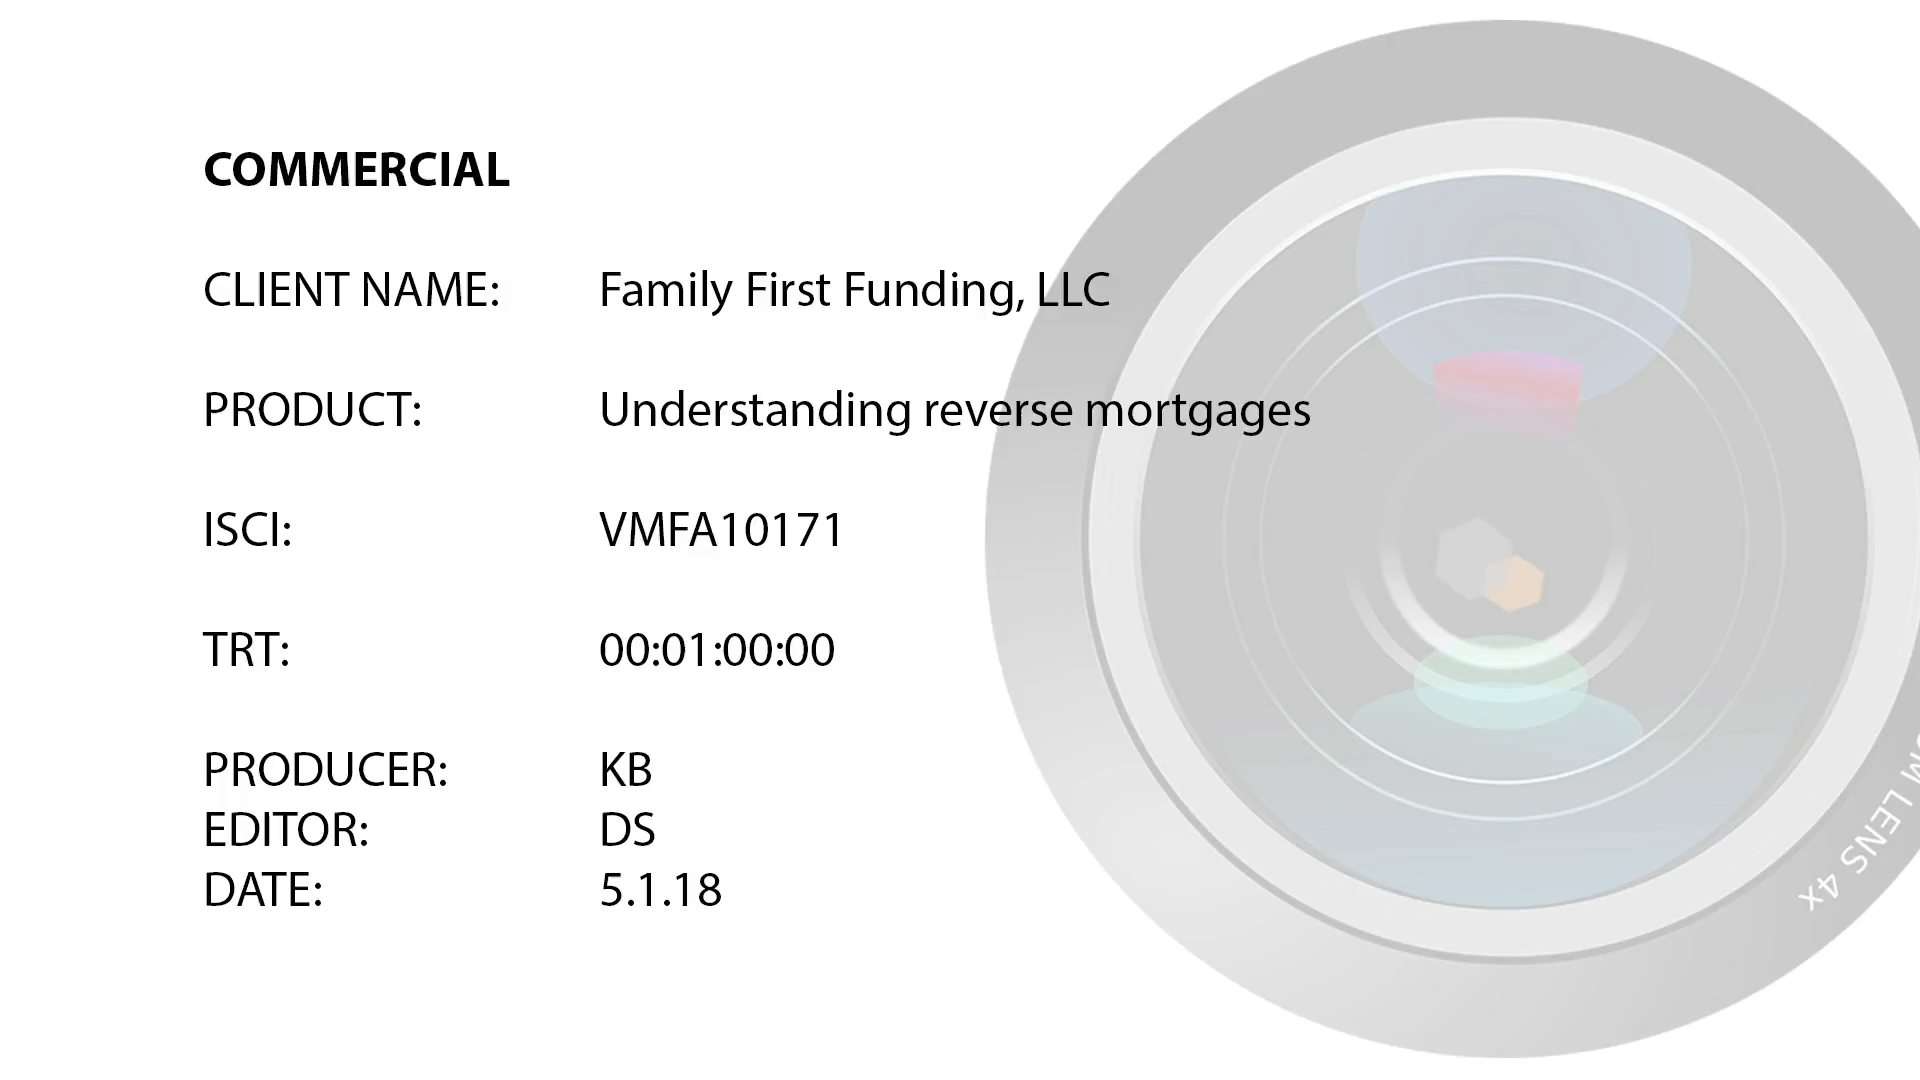 COMMERCIAL
CLIENT NAME: Family First Funding, LLC
PRODUCT: Understanding reverse mortgages
ISCI: VMFA10171
TRT: 00:01:00:00
PRODUCER: KB
EDITOR: DS
DATE: 5.1.18
LENS 4x